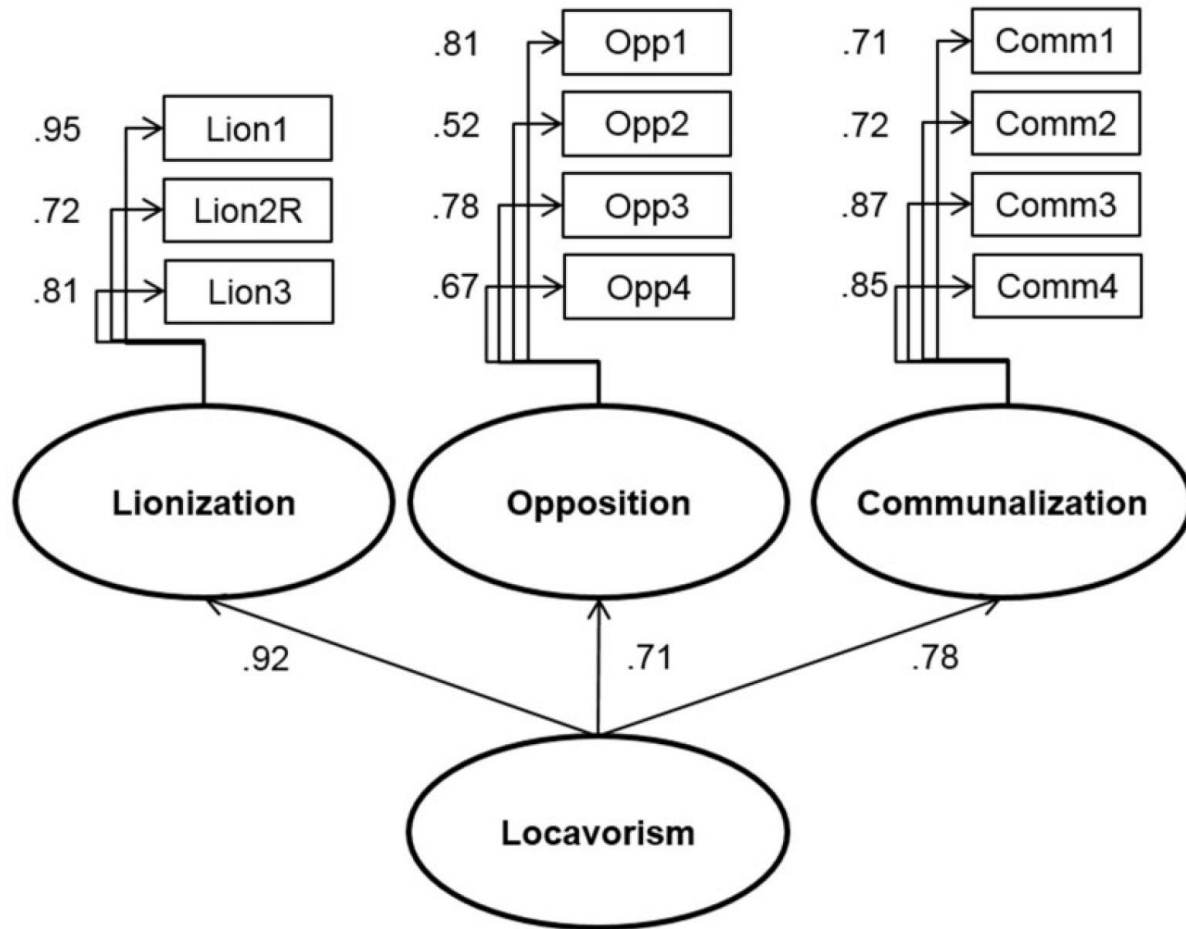 .95 Lion1
.72 Lion2R
.81 Lion3
.81 Opp1
.52 Opp2
.78 Opp3
.67 Opp4
.71 Comm1
.72 Comm2
.87 Comm3
.85 Comm4
Lionization
Opposition
Communalization
.92
.71
.78
Locavorism